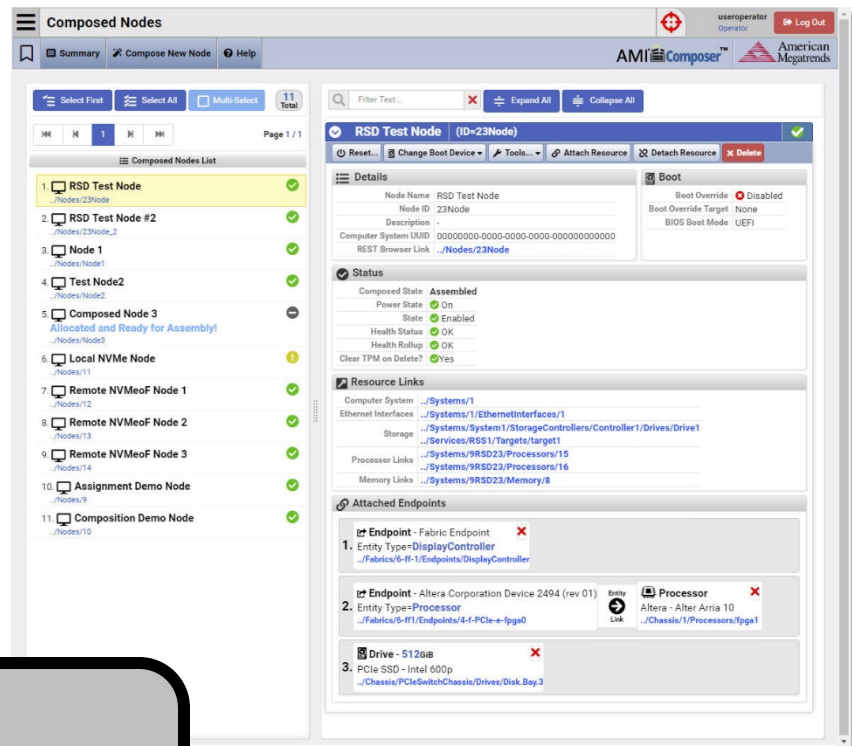 Composed Nodes
useroperator
Operator
Log Out
Summary
Compose New Node
Help
AMI Composer™
American
Megatrends
Select First
Select All
Multi-Select
11
Total
1
Page 1 / 1
Composed Nodes List
1. RSD Test Node
../Nodes/23Node
2. RSD Test Node #2
../Nodes/23Node_2
3. Node 1
../Nodes/Node1
4. Test Node2
../Nodes/Node2
5. Composed Node 3
Allocated and Ready for Assembly!
../Nodes/Node3
6. Local NVMe Node
../Nodes/11
7. Remote NVMeoF Node 1
../Nodes/12
8. Remote NVMeoF Node 2
../Nodes/13
9. Remote NVMeoF Node 3
../Nodes/14
10. Assignment Demo Node
../Nodes/9
11. Composition Demo Node
../Nodes/10
Filter Text...
Expand All
Collapse All
RSD Test Node (ID=23Node)
Reset...
Change Boot Device
Tools...
Attach Resource
Detach Resource
Delete
Details
Node Name RSD Test Node
Node ID 23Node
Description -
Computer System UUID 00000000-0000-0000-0000-000000000000
REST Browser Link ../Nodes/23Node
Boot
Boot Override Disabled
Boot Override Target None
BIOS Boot Mode UEFI
Status
Composed State Assembled
Power State On
State Enabled
Health Status OK
Health Rollup OK
Clear TPM on Delete? Yes
Resource Links
Computer System ../Systems/1
Ethernet Interfaces ../Systems/1/EthernetInterfaces/1
Storage ../Systems/System1/StorageControllers/Controller1/Drives/Drive1
../Services/RSS1/Targets/target1
Processor Links ../Systems/9RSD23/Processors/15
../Systems/9RSD23/Processors/16
Memory Links ../Systems/9RSD23/Memory/8
Attached Endpoints
1. Endpoint - Fabric Endpoint
Entity Type=DisplayController
../Fabrics/6-ff-1/Endpoints/DisplayController
2. Endpoint - Altera Corporation Device 2494 (rev 01)
Entity Type=Processor
../Fabrics/6-ff1/Endpoints/4-f-PCIe-e-fpga0
Entity
Link
Processor
Altera - Alter Arria 10
../Chassis/1/Processors/fpga1
3. Drive - 512GiB
PCIe SSD - Intel 600p
../Chassis/PCIeSwitchChassis/Drives/Disk.Bay.3